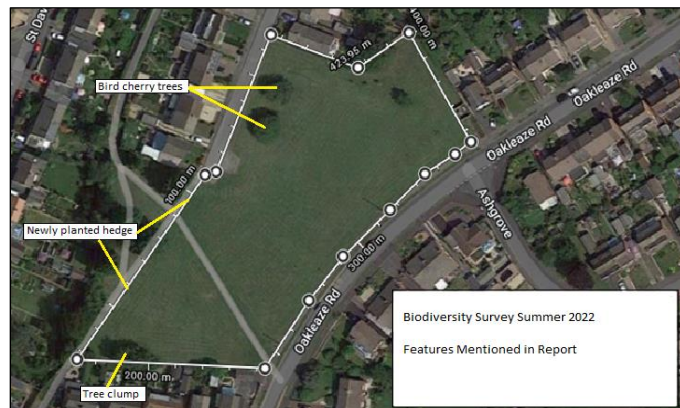 St Dav
Bird cherry trees
423.95 m
400.00 m
Oakleaze Rd
Oakleaze Rd
100.00 m
Ashgrove
Newly planted hedge
300.00 m
Oakleaze Rd
Biodiversity Survey Summer 2022
Features Mentioned in Report
200.00 m
Tree clump